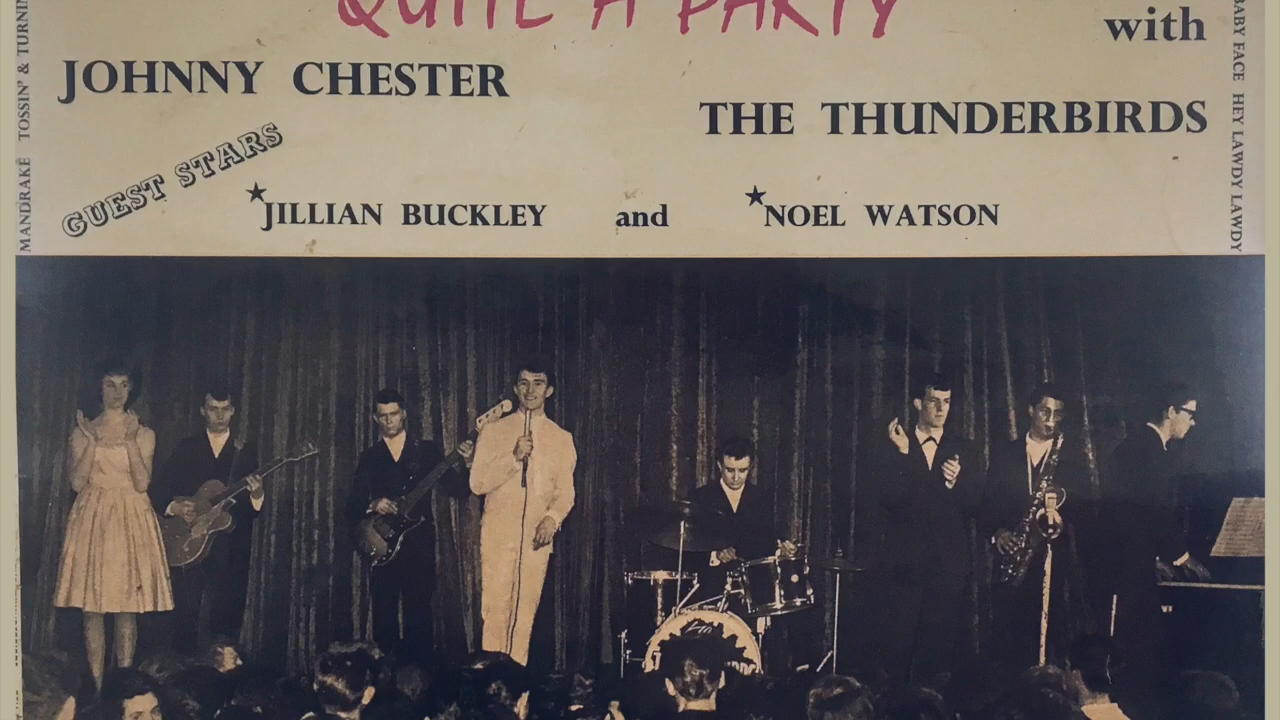 QUITE A PARTY
with
JOHNNY CHESTER
THE THUNDERBIRDS
GUEST STARS
★JILLIAN BUCKLEY and ★NOEL WATSON
MANDRAKE TOSSIN' & TURNIN
BABY FACE HEY LAWDY LAWDY